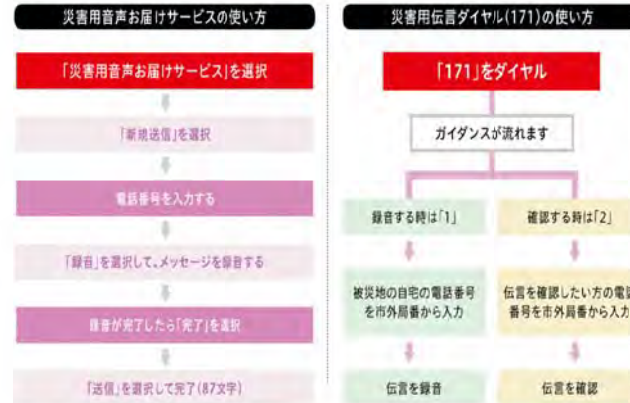 災害用音声お届けサービスの使い方
「災害用音声お届けサービス」を選択
「新規送信」を選択
電話番号を入力する
「録音」を選択して、メッセージを録音する
録音が完了したら「完了」を選択
「送信」を選択して完了(87文字)
災害用伝言ダイヤル(171)の使い方
「171」をダイヤル
ガイダンスが流れます
録音する時は「1」
被災地の自宅の電話番号
を市外局番から入力
伝言を録音
確認する時は「2」
伝言を確認したい方の電話
番号を市外局番から入力
伝言を確認